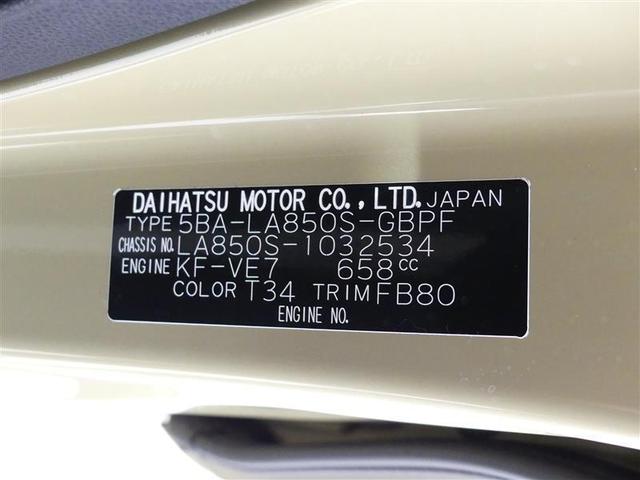 DAIHATSU MOTOR CO., LTD. JAPAN
TYPE 5BA-LA850S-GBPF
CHASSIS NO. LA850S-1032534
ENGINE KF-VE7 658cc
COLOR T34 TRIM FB80
ENGINE NO.